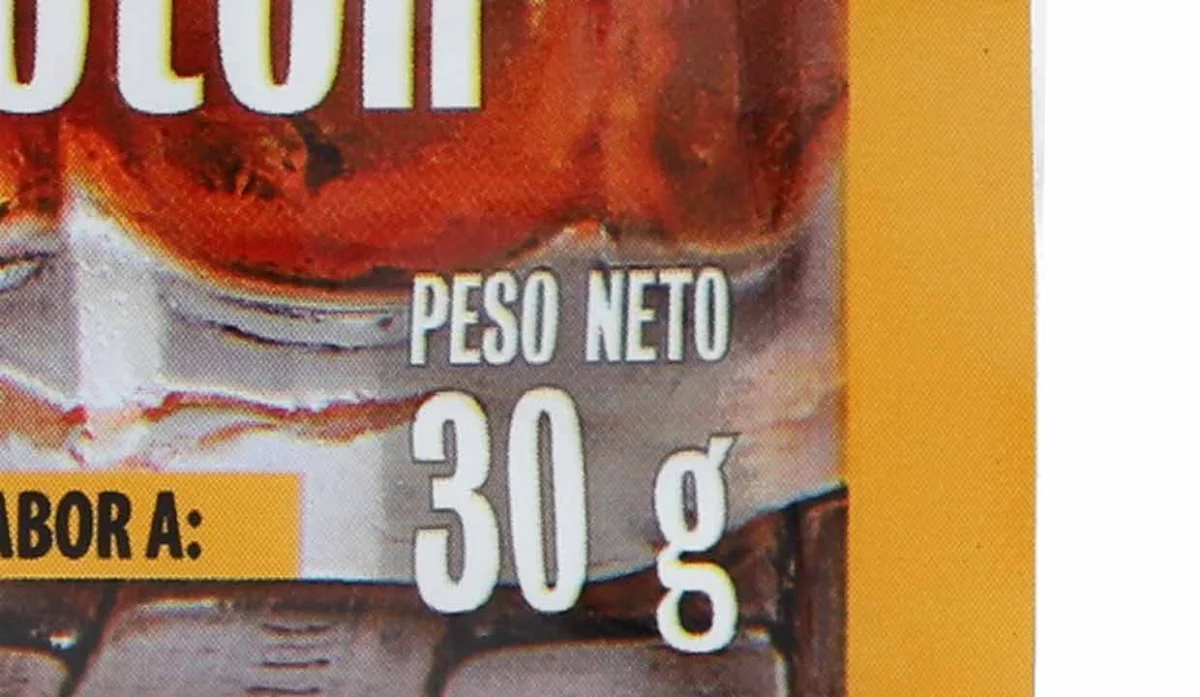 PESO NETO
30 g
ABOR A: